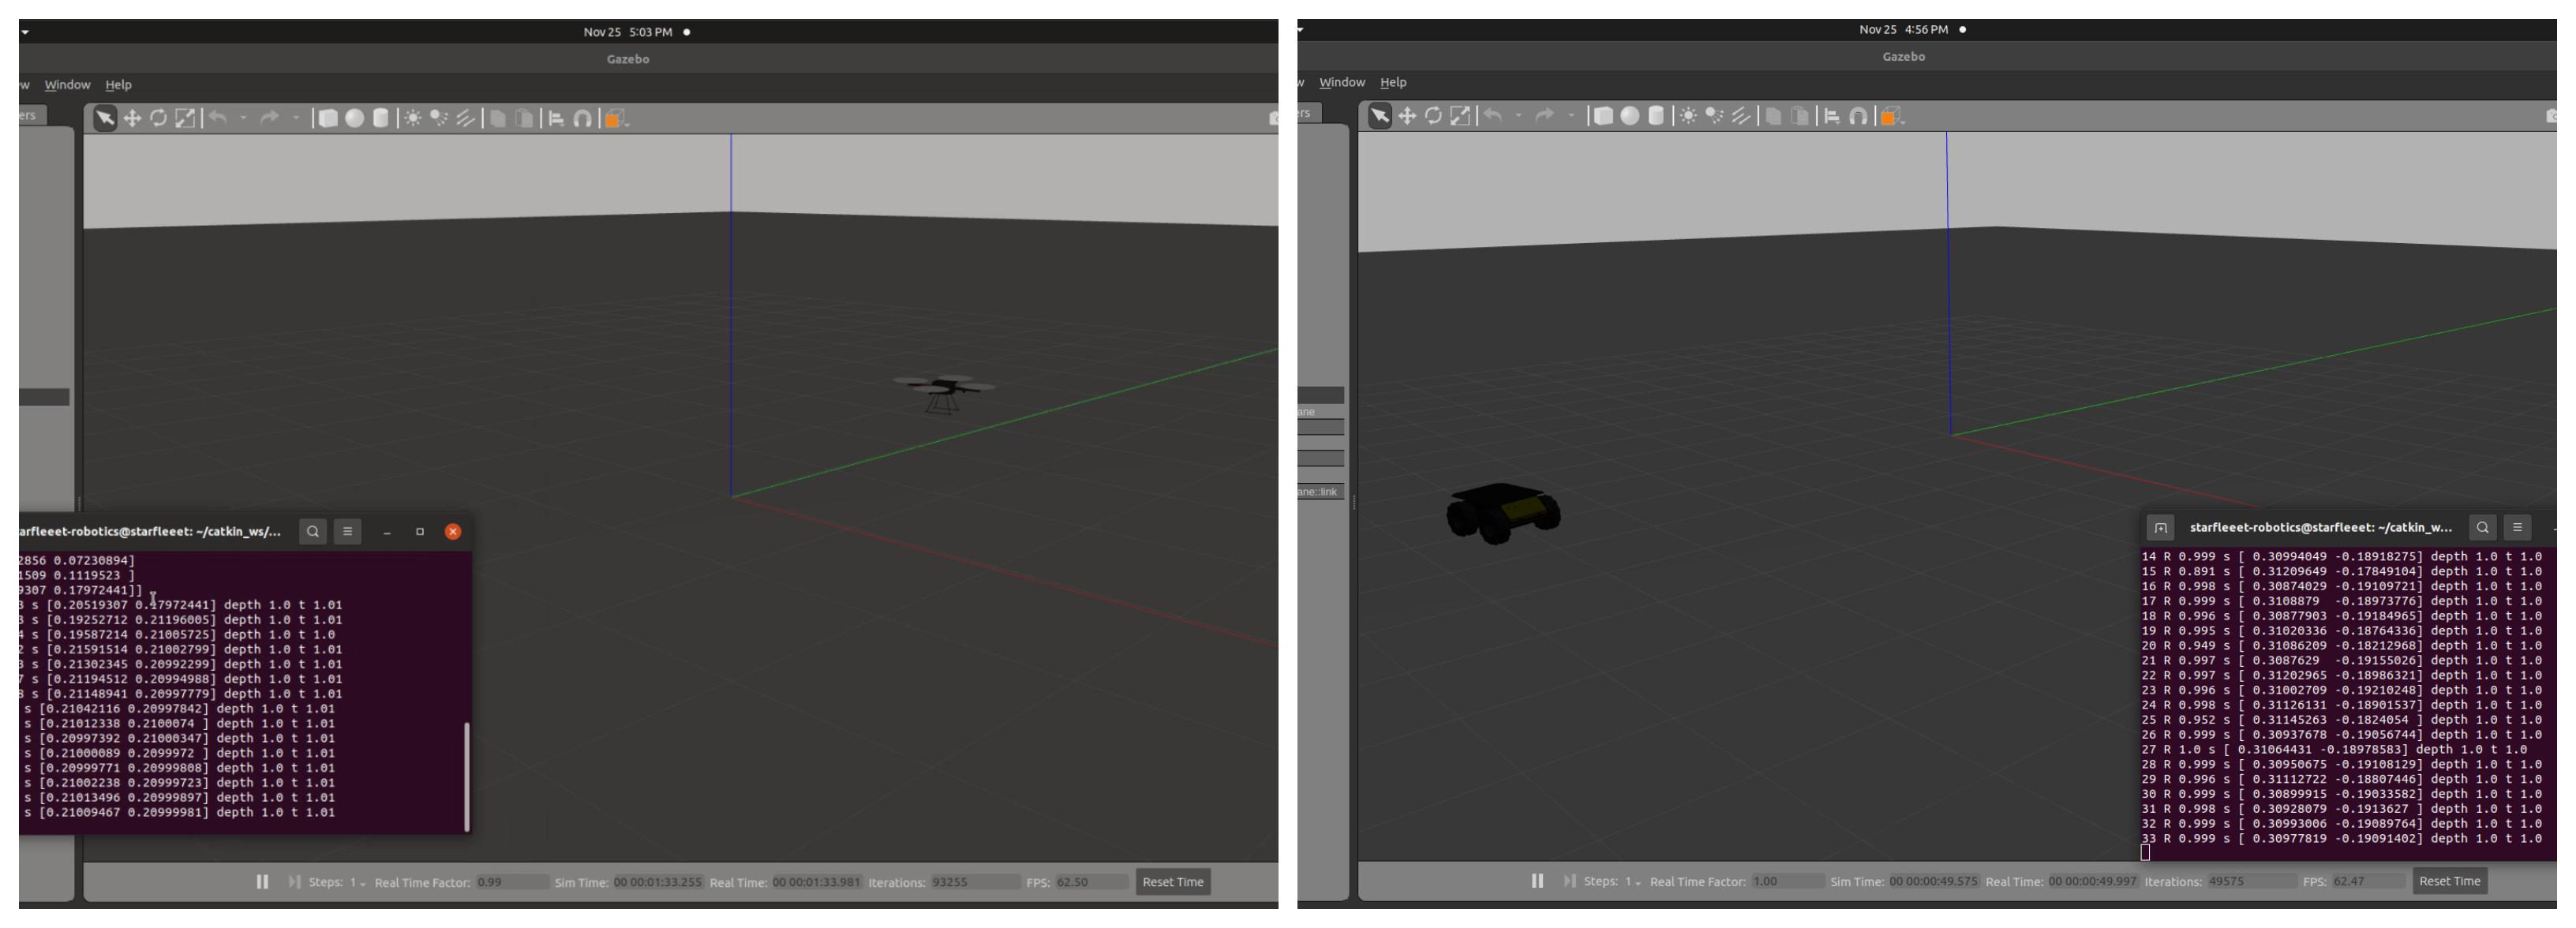 Nov 25 5:03 PM
Gazebo
Window Help
ers
arfleeet-robotics@starfleeet: ~/catkin_ws/...
2856 0.07230894]
1509 0.1119523 ]
9307 0.17972441]]
3 s [0.20519307 0.17972441] depth 1.0 t 1.01
3 s [0.19252712 0.21196005] depth 1.0 t 1.01
4 s [0.19587214 0.21005725] depth 1.0 t 1.0
2 s [0.21591514 0.21002799] depth 1.0 t 1.01
3 s [0.21302345 0.20992299] depth 1.0 t 1.01
7 s [0.21194512 0.20994988] depth 1.0 t 1.01
8 s [0.21148941 0.20997779] depth 1.0 t 1.01
s [0.21042116 0.20997842] depth 1.0 t 1.01
s [0.21012338 0.2100074 ] depth 1.0 t 1.01
s [0.20997392 0.21000347] depth 1.0 t 1.01
s [0.21000089 0.2099972 ] depth 1.0 t 1.01
s [0.20999771 0.20999808] depth 1.0 t 1.01
s [0.21002238 0.20999723] depth 1.0 t 1.01
s [0.21013496 0.20999897] depth 1.0 t 1.01
s [0.21009467 0.20999981] depth 1.0 t 1.01
Steps: 1 Real Time Factor: 0.99 Sim Time: 00 00:01:33.255 Real Time: 00 00:01:33.981 Iterations: 93255 FPS: 62.50 Reset Time
Nov 25 4:56 PM
Gazebo
w Window Help
rs
ane
ane::link
starfleeet-robotics@starfleeet: ~/catkin_w...
14 R 0.999 s [ 0.30994049 -0.18918275] depth 1.0 t 1.0
15 R 0.891 s [ 0.31209649 -0.17849104] depth 1.0 t 1.0
16 R 0.998 s [ 0.30874029 -0.19109721] depth 1.0 t 1.0
17 R 0.999 s [ 0.3108879 -0.18973776] depth 1.0 t 1.0
18 R 0.996 s [ 0.30877903 -0.19184965] depth 1.0 t 1.0
19 R 0.995 s [ 0.31020336 -0.18764336] depth 1.0 t 1.0
20 R 0.949 s [ 0.31086209 -0.18212968] depth 1.0 t 1.0
21 R 0.997 s [ 0.3087629 -0.19155026] depth 1.0 t 1.0
22 R 0.997 s [ 0.31202965 -0.18986321] depth 1.0 t 1.0
23 R 0.996 s [ 0.31002709 -0.19210248] depth 1.0 t 1.0
24 R 0.998 s [ 0.31126131 -0.18901537] depth 1.0 t 1.0
25 R 0.952 s [ 0.31145263 -0.1824054 ] depth 1.0 t 1.0
26 R 0.999 s [ 0.30937678 -0.19056744] depth 1.0 t 1.0
27 R 1.0 s [ 0.31064431 -0.18978583] depth 1.0 t 1.0
28 R 0.999 s [ 0.30950675 -0.19108129] depth 1.0 t 1.0
29 R 0.996 s [ 0.31112722 -0.18807446] depth 1.0 t 1.0
30 R 0.999 s [ 0.30899915 -0.19033582] depth 1.0 t 1.0
31 R 0.998 s [ 0.30928079 -0.1913627 ] depth 1.0 t 1.0
32 R 0.999 s [ 0.30993006 -0.19089764] depth 1.0 t 1.0
33 R 0.999 s [ 0.30977819 -0.19091402] depth 1.0 t 1.0
Steps: 1 Real Time Factor: 1.00 Sim Time: 00 00:00:49.575 Real Time: 00 00:00:49.997 Iterations: 49575 FPS: 62.47 Reset Time